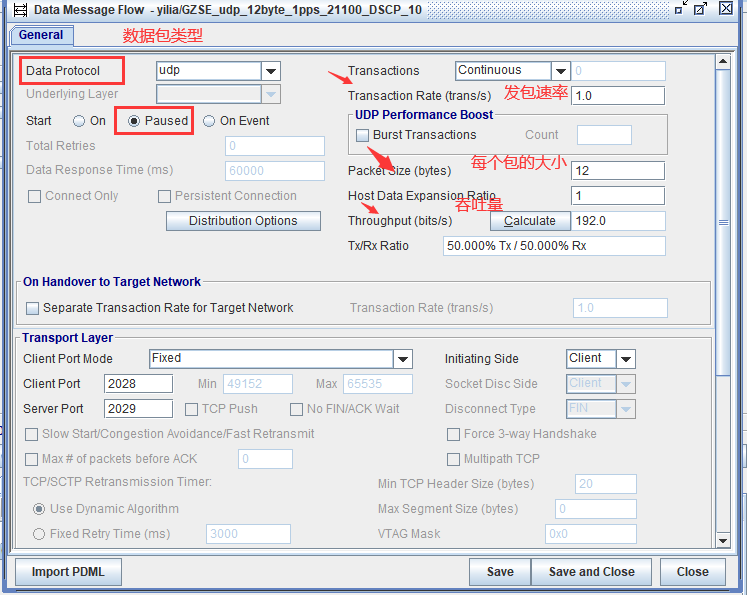 Data Message Flow - yilia/GZSE_udp_12byte_1pps_21100_DSCP_10
General
数据包类型
Data Protocol
udp
Underlying Layer
Start
On
Paused
On Event
Total Retries
0
Data Response Time (ms)
60000
Connect Only
Persistent Connection
Distribution Options
Transactions
Continuous
0
Transaction Rate (trans/s)
发包速率
1.0
UDP Performance Boost
Burst Transactions
Count
每个包的大小
Packet Size (bytes)
12
Host Data Expansion Ratio
1
吞吐量
Throughput (bits/s)
Calculate
192.0
Tx/Rx Ratio
50.000% Tx / 50.000% Rx
On Handover to Target Network
Separate Transaction Rate for Target Network
Transaction Rate (trans/s)
1.0
Transport Layer
Client Port Mode
Fixed
Initiating Side
Client
Client Port
2028
Min
49152
Max
65535
Socket Disc Side
Client
Server Port
2029
TCP Push
No FIN/ACK Wait
Disconnect Type
FIN
Slow Start/Congestion Avoidance/Fast Retransmit
Force 3-way Handshake
Max # of packets before ACK
0
Multipath TCP
TCP/SCTP Retransmission Timer:
Min TCP Header Size (bytes)
20
Use Dynamic Algorithm
Max Segment Size (bytes)
0
Fixed Retry Time (ms)
3000
VTAG Mask
0x0
Import PDML
Save
Save and Close
Close